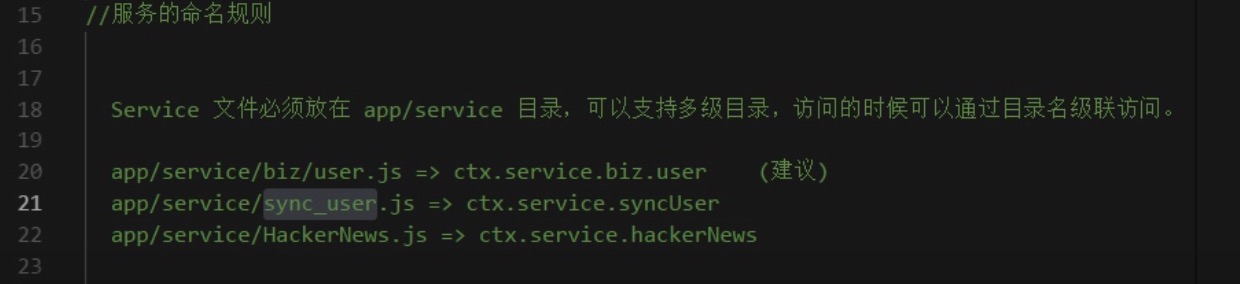 15 //服务的命名规则
16
17
18 Service 文件必须放在 app/service 目录，可以支持多级目录，访问的时候可以通过目录名级联访问。
19
20 app/service/biz/user.js => ctx.service.biz.user (建议)
21 app/service/sync_user.js => ctx.service.syncUser
22 app/service/HackerNews.js => ctx.service.hackerNews
23